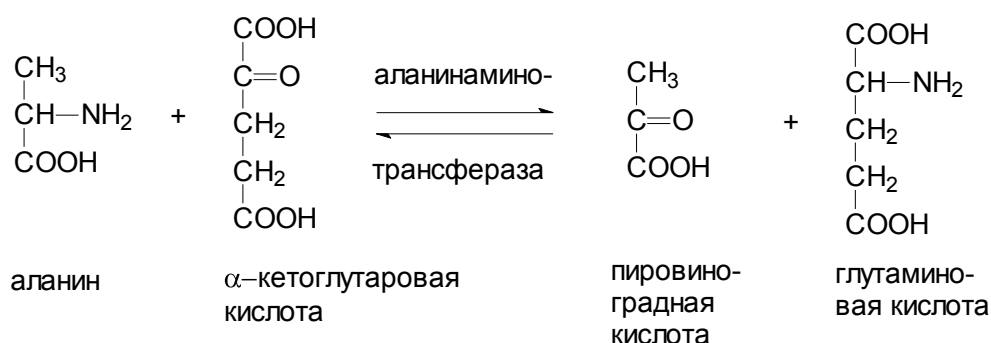 CH3
CH—NH2
COOH
+
COOH
C=O
CH2
CH2
COOH
аланинамино-
трансфераза
CH3
C=O
COOH
+
COOH
CH—NH2
CH2
CH2
COOH
аланин
α–кетоглутаровая
кислота
пировино-
градная
кислота
глутамино-
вая кислота